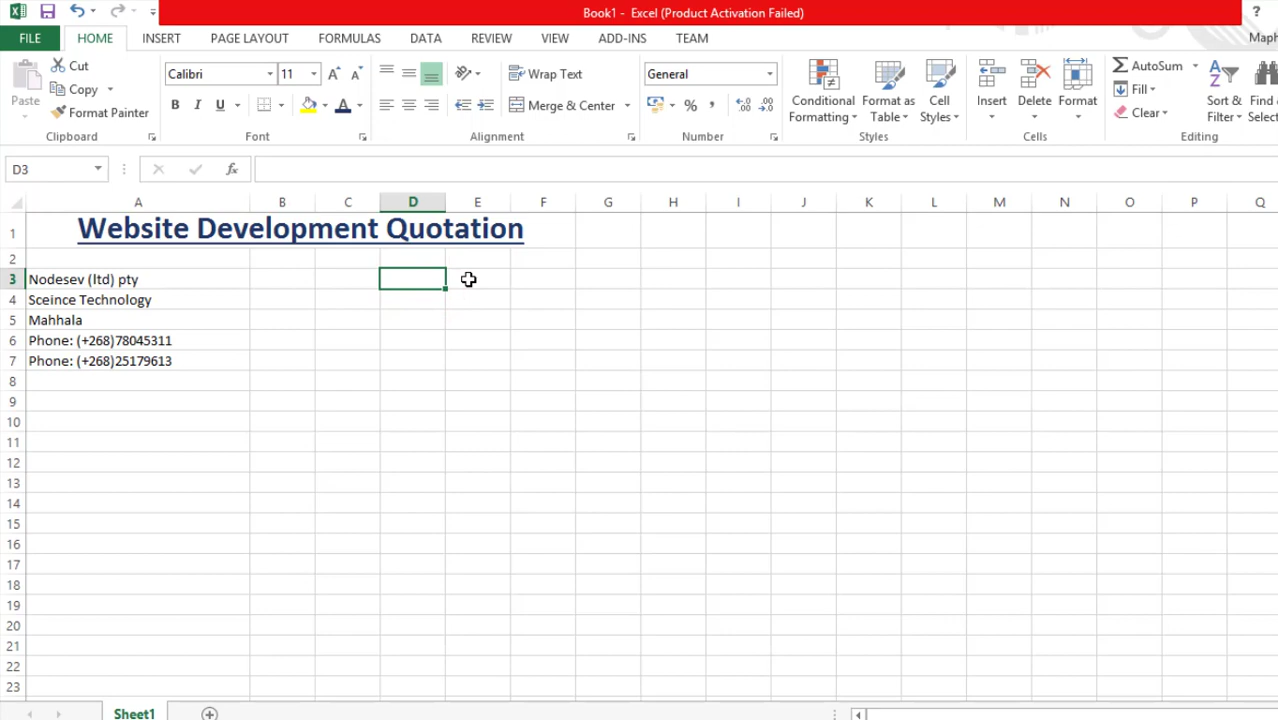 Book1 - Excel (Product Activation Failed)
?
FILE HOME INSERT PAGE LAYOUT FORMULAS DATA REVIEW VIEW ADD-INS TEAM Maph
Paste
Cut
Copy
Format Painter
Clipboard
Calibri 11
B I U
Font
Wrap Text
Merge & Center
Alignment
General
% ,
Number
Conditional Formatting
Format as Table
Cell Styles
Styles
Insert
Delete
Format
Cells
AutoSum
Fill
Clear
Sort & Filter
Find & Select
Editing
D3
fx
A B C D E F G H I J K L M N O P Q
1 Website Development Quotation
2
3 Nodesev (ltd) pty
4 Sceince Technology
5 Mahhala
6 Phone: (+268)78045311
7 Phone: (+268)25179613
8
9
10
11
12
13
14
15
16
17
18
19
20
21
22
23
Sheet1